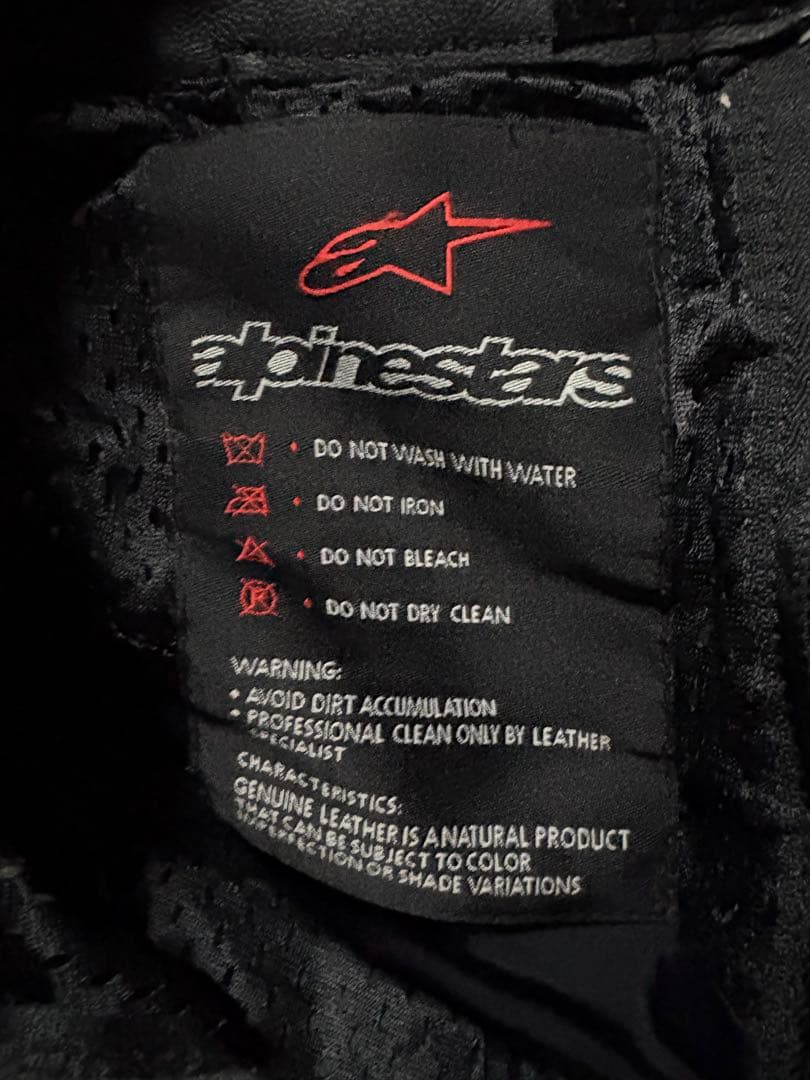 alpinestars
• DO NOT WASH WITH WATER
• DO NOT IRON
• DO NOT BLEACH
P • DO NOT DRY CLEAN
WARNING:
• AVOID DIRT ACCUMULATION
• PROFESSIONAL CLEAN ONLY BY LEATHER
SPECIALIST
CHARACTERISTICS:
GENUINE LEATHER IS A NATURAL PRODUCT
THAT CAN BE SUBJECT TO COLOR
OR SHADE VARIATIONS